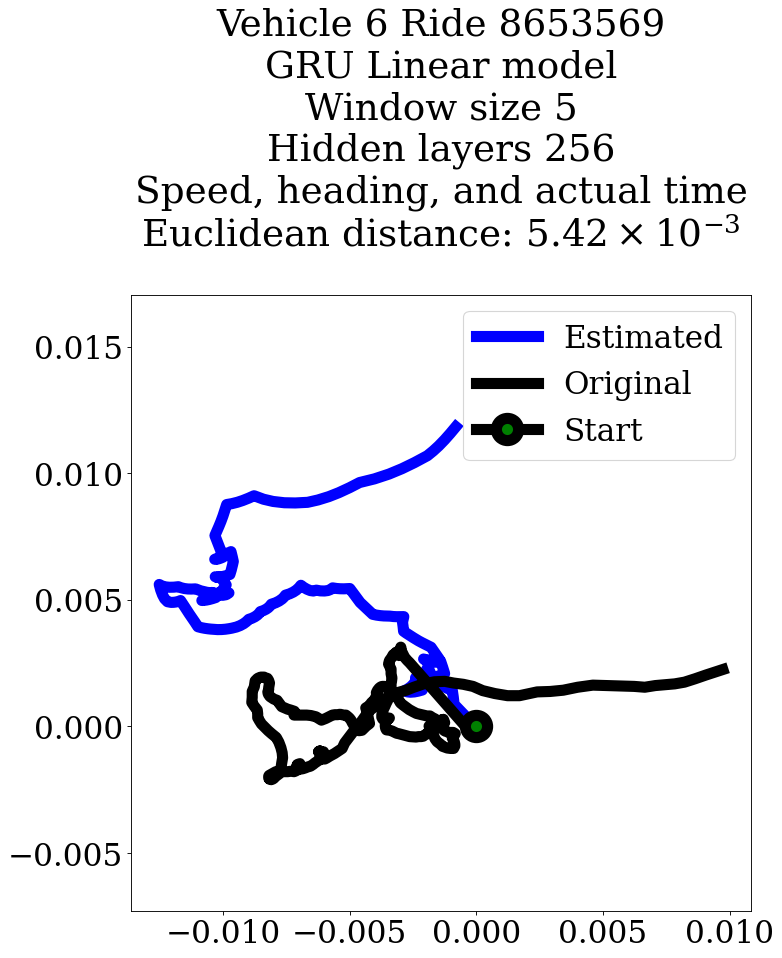 Vehicle 6 Ride 8653569
GRU Linear model
Window size 5
Hidden layers 256
Speed, heading, and actual time
Euclidean distance: 5.42 × 10⁻³
Estimated
Original
Start
0.015
0.010
0.005
0.000
−0.005
−0.010 −0.005 0.000 0.005 0.010